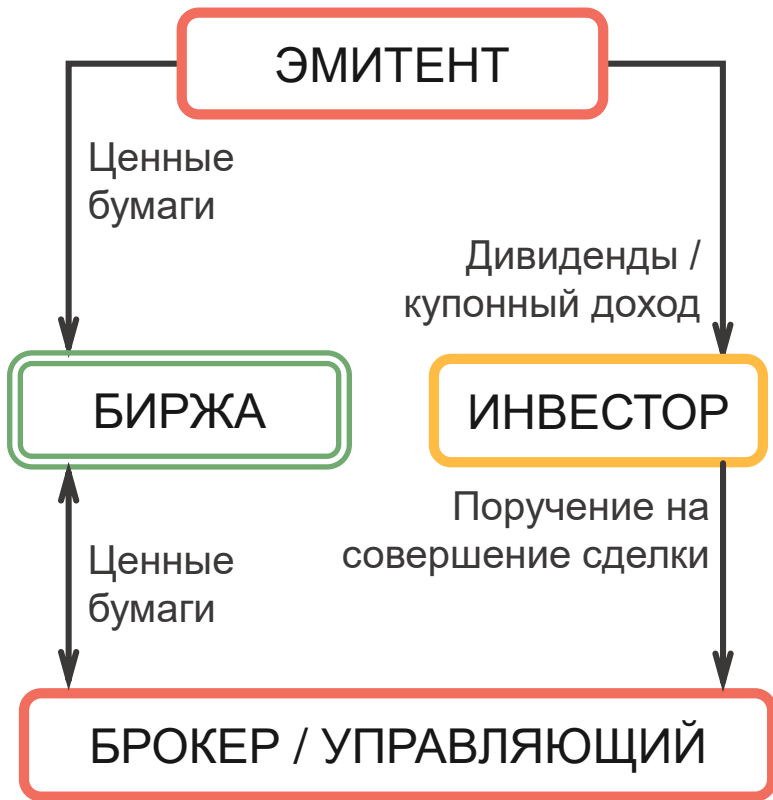 ЭМИТЕНТ
Ценные
бумаги
Дивиденды /
купонный доход
БИРЖА
ИНВЕСТОР
Поручение на
совершение сделки
Ценные
бумаги
БРОКЕР / УПРАВЛЯЮЩИЙ